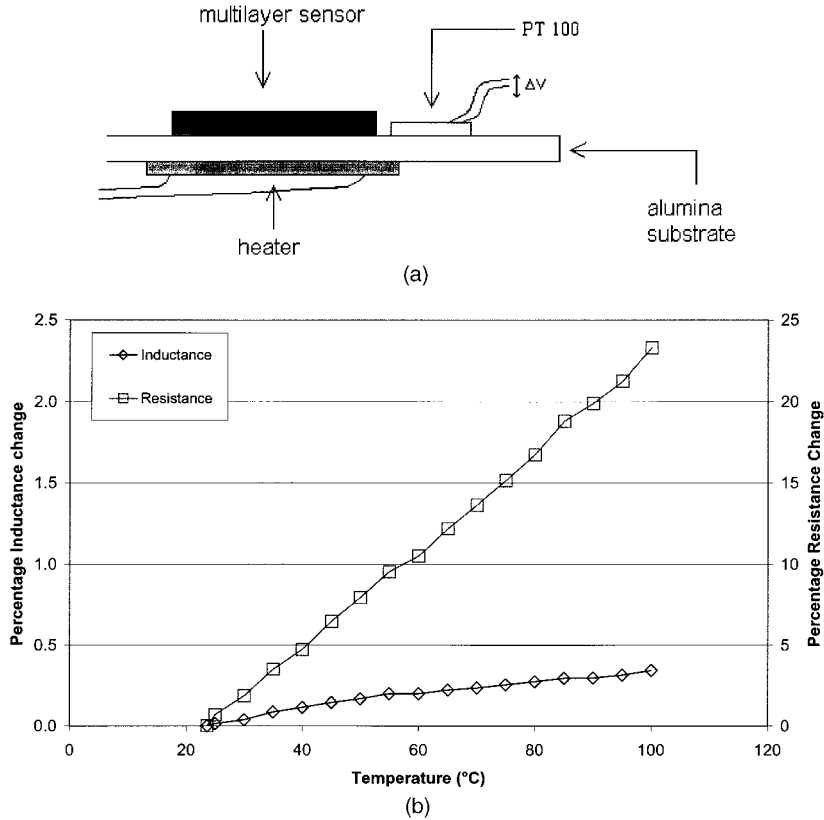 multilayer sensor
PT 100
ΔV
heater
alumina
substrate
(a)
2.5
2.0
1.5
1.0
0.5
0.0
Percentage Inductance change
Inductance
Resistance
25
20
15
10
5
0
Percentage Resistance Change
0 20 40 60 80 100 120
Temperature (°C)
(b)